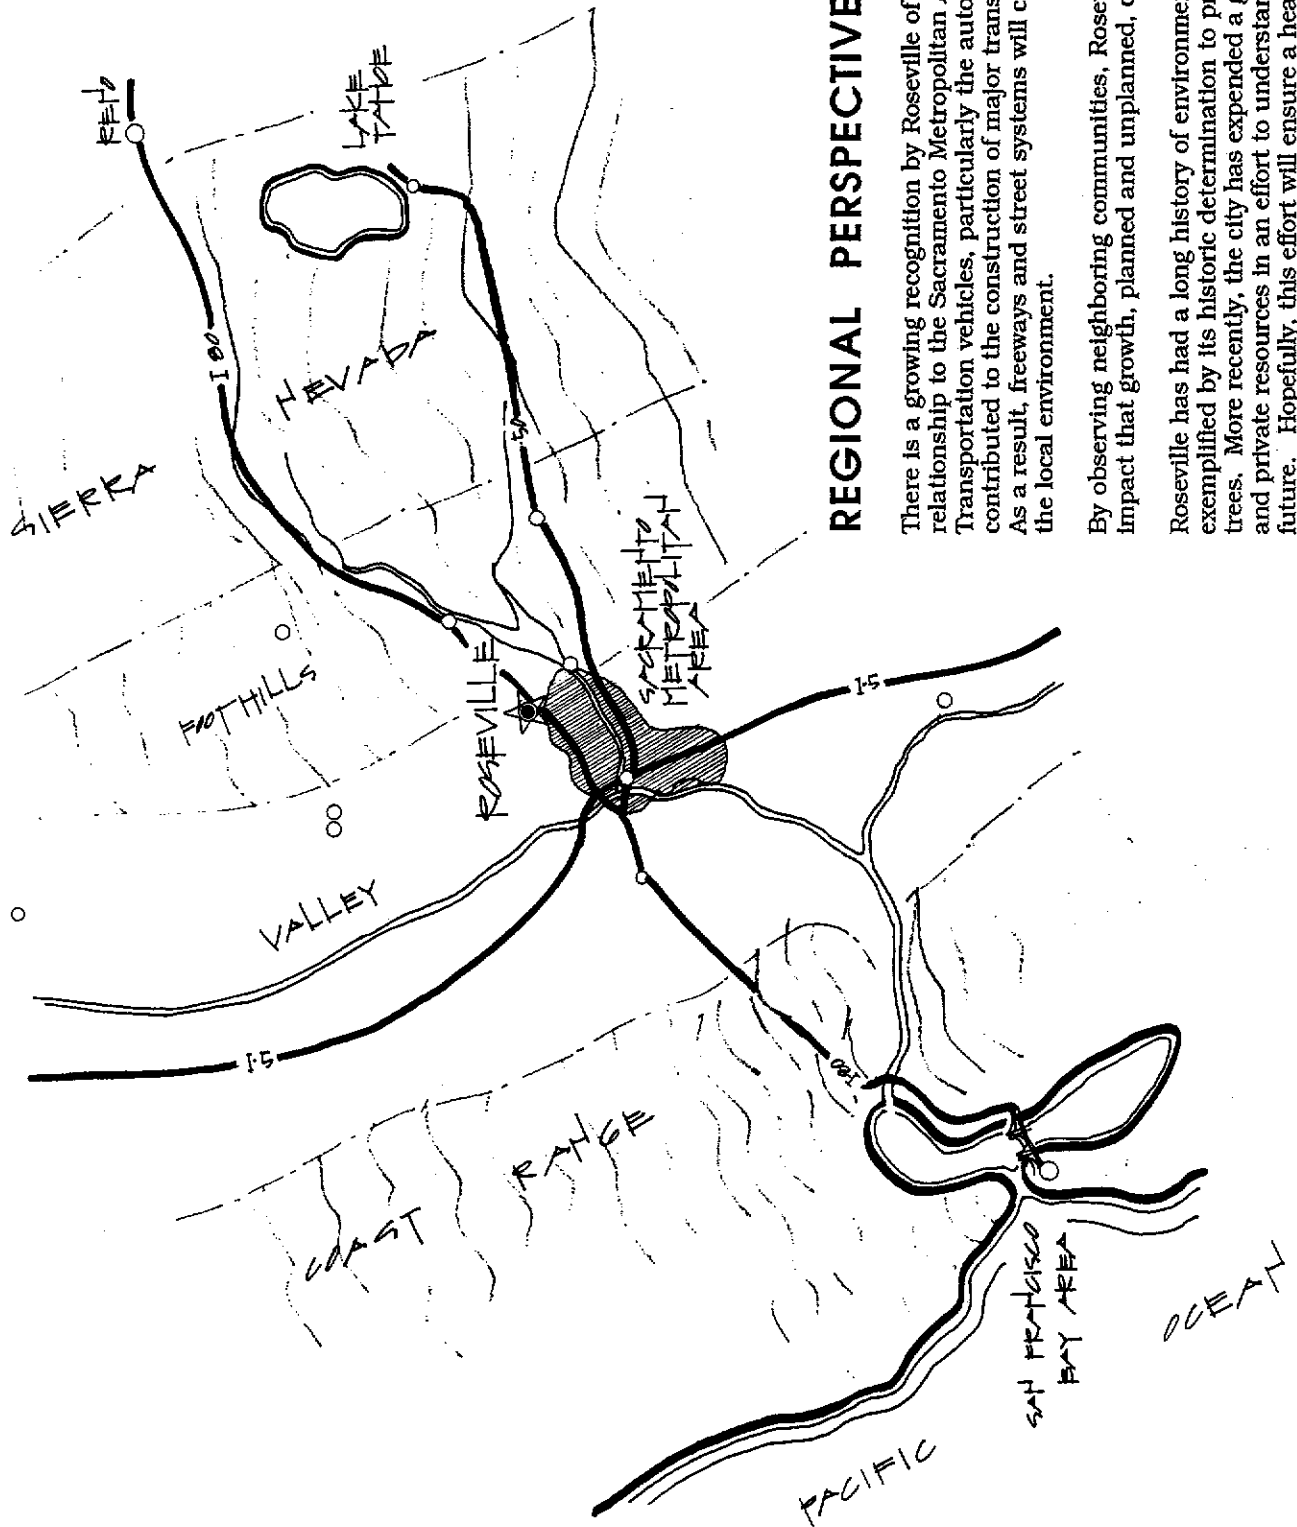 SIERRA
RENO
LAKE
TAHOE
I 80
NEVADA
FOOTHILLS
50
ROSEVILLE
SACRAMENTO
METROPOLITAN
AREA
VALLEY
I-5
I-5
I-80
COAST RANGE
SAN FRANCISCO
BAY AREA
PACIFIC OCEAN
REGIONAL PERSPECTIVE
There is a growing recognition by Roseville of
relationship to the Sacramento Metropolitan A
Transportation vehicles, particularly the auto
contributed to the construction of major trans
As a result, freeways and street systems will c
the local environment.
By observing neighboring communities, Rosev
impact that growth, planned and unplanned, c
Roseville has had a long history of environme
exemplified by its historic determination to pr
trees. More recently, the city has expended a g
and private resources in an effort to understan
future. Hopefully, this effort will ensure a hea